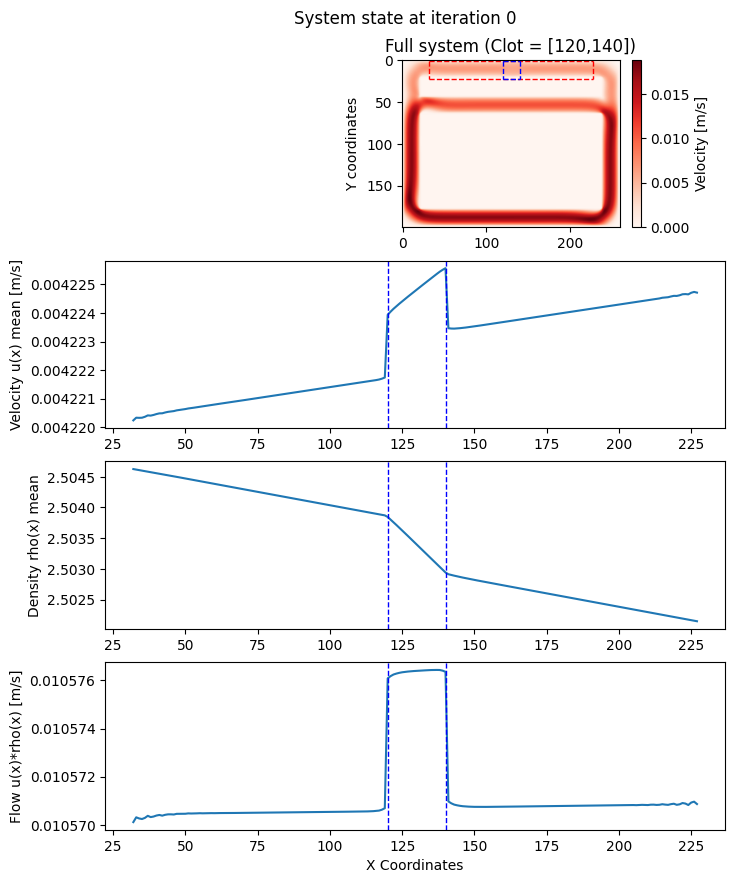 System state at iteration 0
Full system (Clot = [120,140])
0
50
100
150
Y coordinates
0
100
200
0.015
0.010
0.005
0.000
Velocity [m/s]
Velocity u(x) mean [m/s]
0.004225
0.004224
0.004223
0.004222
0.004221
0.004220
25 50 75 100 125 150 175 200 225
Density rho(x) mean
2.5045
2.5040
2.5035
2.5030
2.5025
25 50 75 100 125 150 175 200 225
Flow u(x)*rho(x) [m/s]
0.010576
0.010574
0.010572
0.010570
25 50 75 100 125 150 175 200 225
X Coordinates